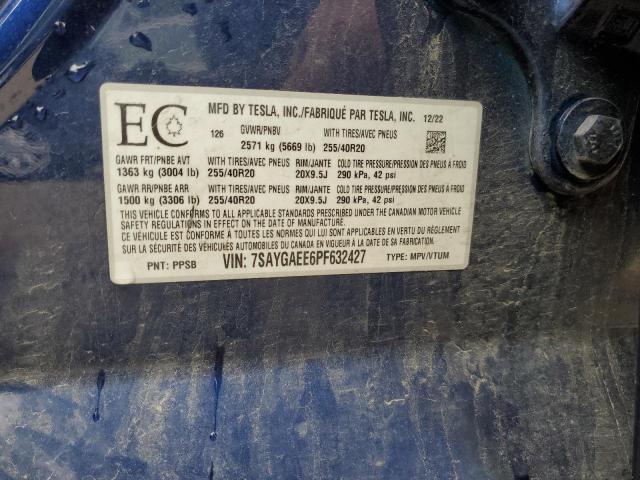 EC MFD BY TESLA, INC./FABRIQUÉ PAR TESLA, INC. 12/22
126 GVWR/PNBV WITH TIRES/AVEC PNEUS
2571 kg (5669 lb) 255/40R20
GAWR FRT/PNBE AVT WITH TIRES/AVEC PNEUS RIM/JANTE COLD TIRE PRESSURE/PRESSION DES PNEUS À FROID
1363 kg (3004 lb) 255/40R20 20X9.5J 290 kPa, 42 psi
GAWR RR/PNBE ARR WITH TIRES/AVEC PNEUS RIM/JANTE COLD TIRE PRESSURE/PRESSION DES PNEUS À FROID
1500 kg (3306 lb) 255/40R20 20X9.5J 290 kPa, 42 psi
THIS VEHICLE CONFORMS TO ALL APPLICABLE STANDARDS PRESCRIBED UNDER THE CANADIAN MOTOR VEHICLE
SAFETY REGULATIONS IN EFFECT ON THE DATE OF MANUFACTURE
CE VÉHICULE EST CONFORME À TOUTES LES NORMES QUI LUI SONT APPLICABLES EN VERTU DU RÈGLEMENT SUR LA
SÉCURITÉ DES VÉHICULES AUTOMOBILES DU CANADA EN VIGUEUR À LA DATE DE SA FABRICATION
PNT: PPSB VIN: 7SAYGAEE6PF632427 TYPE: MPV/VTUM